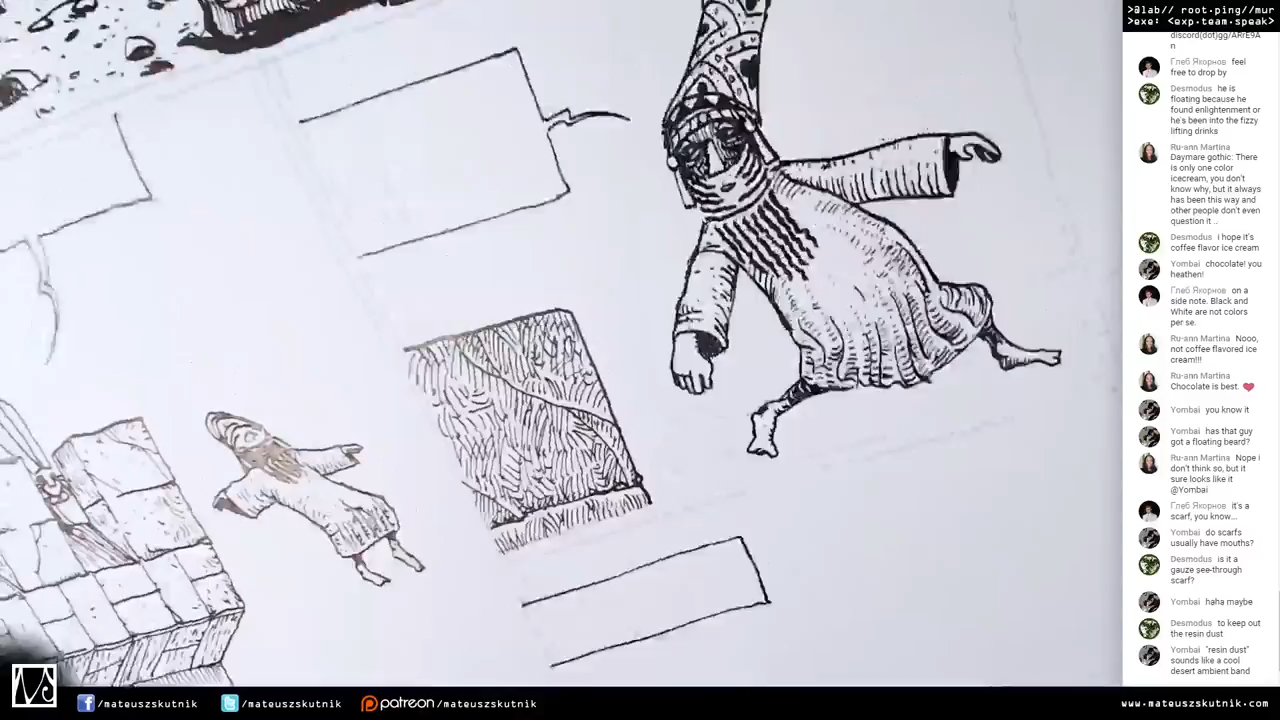 >@lab// root.ping//mur
>exe: <exp.team.speak>
discord(dot)gg/ARrE9A
n
Глеб Якорнов feel
free to drop by
Desmodus he is
floating because he
found enlightenment or
he's been into the fizzy
lifting drinks
Ru-ann Martina
Daymare gothic: There
is only one color
icecream, you don't
know why, but it always
has been this way and
other people don't even
question it ..
Desmodus i hope it's
coffee flavor ice cream
Yombai chocolate! you
heathen!
Глеб Якорнов on a
side note. Black and
White are not colors
per se.
Ru-ann Martina Nooo,
not coffee flavored ice
cream!!!
Ru-ann Martina
Chocolate is best. ❤
Yombai you know it
Yombai has that guy
got a floating beard?
Ru-ann Martina Nope i
don't think so, but it
sure looks like it
@Yombai
Глеб Якорнов it's a
scarf, you know...
Yombai do scarfs
usually have mouths?
Desmodus is it a
gauze see-through
scarf?
Yombai haha maybe
Desmodus to keep out
the resin dust
Yombai "resin dust"
sounds like a cool
desert ambient band
/mateuszskutnik
/mateuszskutnik
patreon/mateuszskutnik
www.mateuszskutnik.com